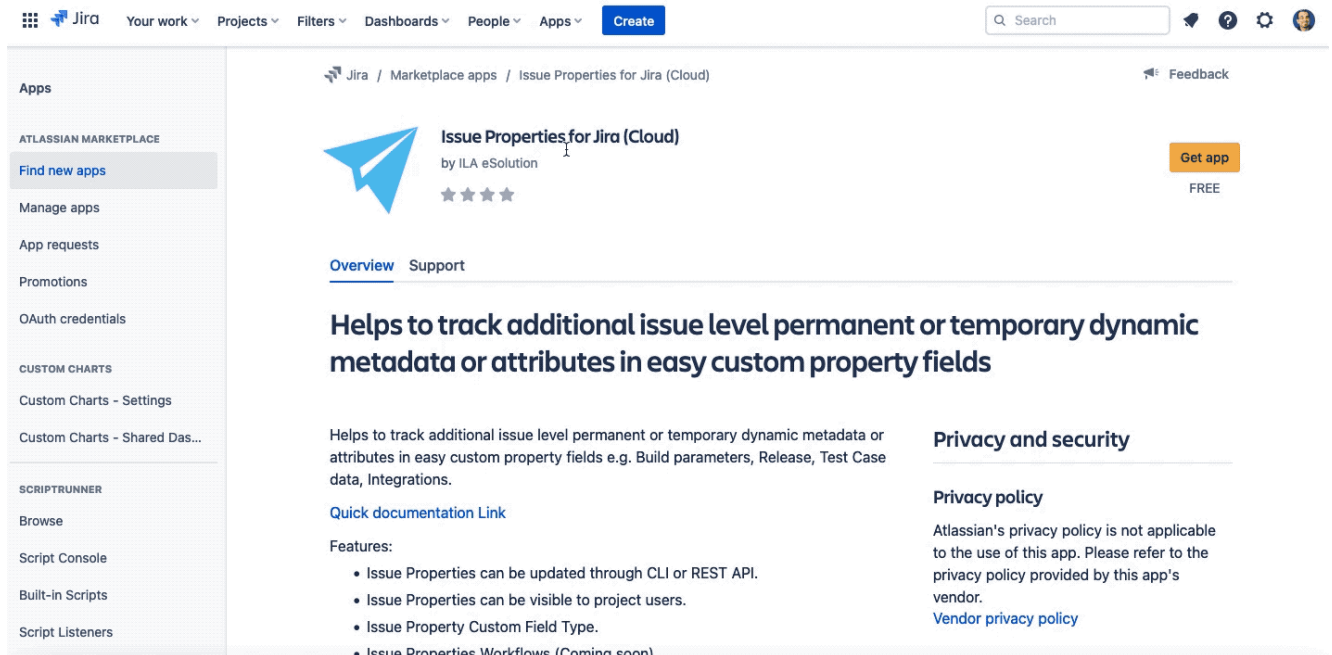 Jira
Your work
Projects
Filters
Dashboards
People
Apps
Create
Search
Apps
ATLASSIAN MARKETPLACE
Find new apps
Manage apps
App requests
Promotions
OAuth credentials
CUSTOM CHARTS
Custom Charts - Settings
Custom Charts - Shared Das...
SCRIPTRUNNER
Browse
Script Console
Built-in Scripts
Script Listeners
Jira / Marketplace apps / Issue Properties for Jira (Cloud)
Feedback
Issue Properties for Jira (Cloud)
by ILA eSolution
Get app
FREE
Overview
Support
Helps to track additional issue level permanent or temporary dynamic
metadata or attributes in easy custom property fields
Helps to track additional issue level permanent or temporary dynamic metadata or
attributes in easy custom property fields e.g. Build parameters, Release, Test Case
data, Integrations.
Quick documentation Link
Features:
• Issue Properties can be updated through CLI or REST API.
• Issue Properties can be visible to project users.
• Issue Property Custom Field Type.
• Issue Properties Workflows (Coming soon)
Privacy and security
Privacy policy
Atlassian's privacy policy is not applicable
to the use of this app. Please refer to the
privacy policy provided by this app's
vendor.
Vendor privacy policy